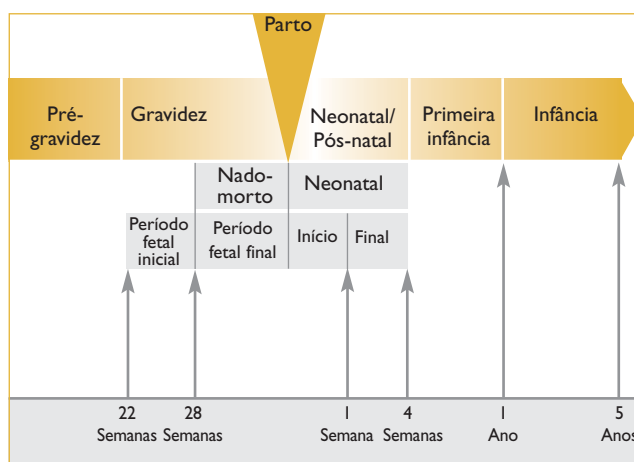 Parto
Pré-
gravidez
Gravidez
Neonatal/
Pós-natal
Primeira
infância
Infância
Nado-
morto
Neonatal
Período
fetal
inicial
Período
fetal final
Início
Final
22
Semanas
28
Semanas
1
Semana
4
Semanas
1
Ano
5
Anos